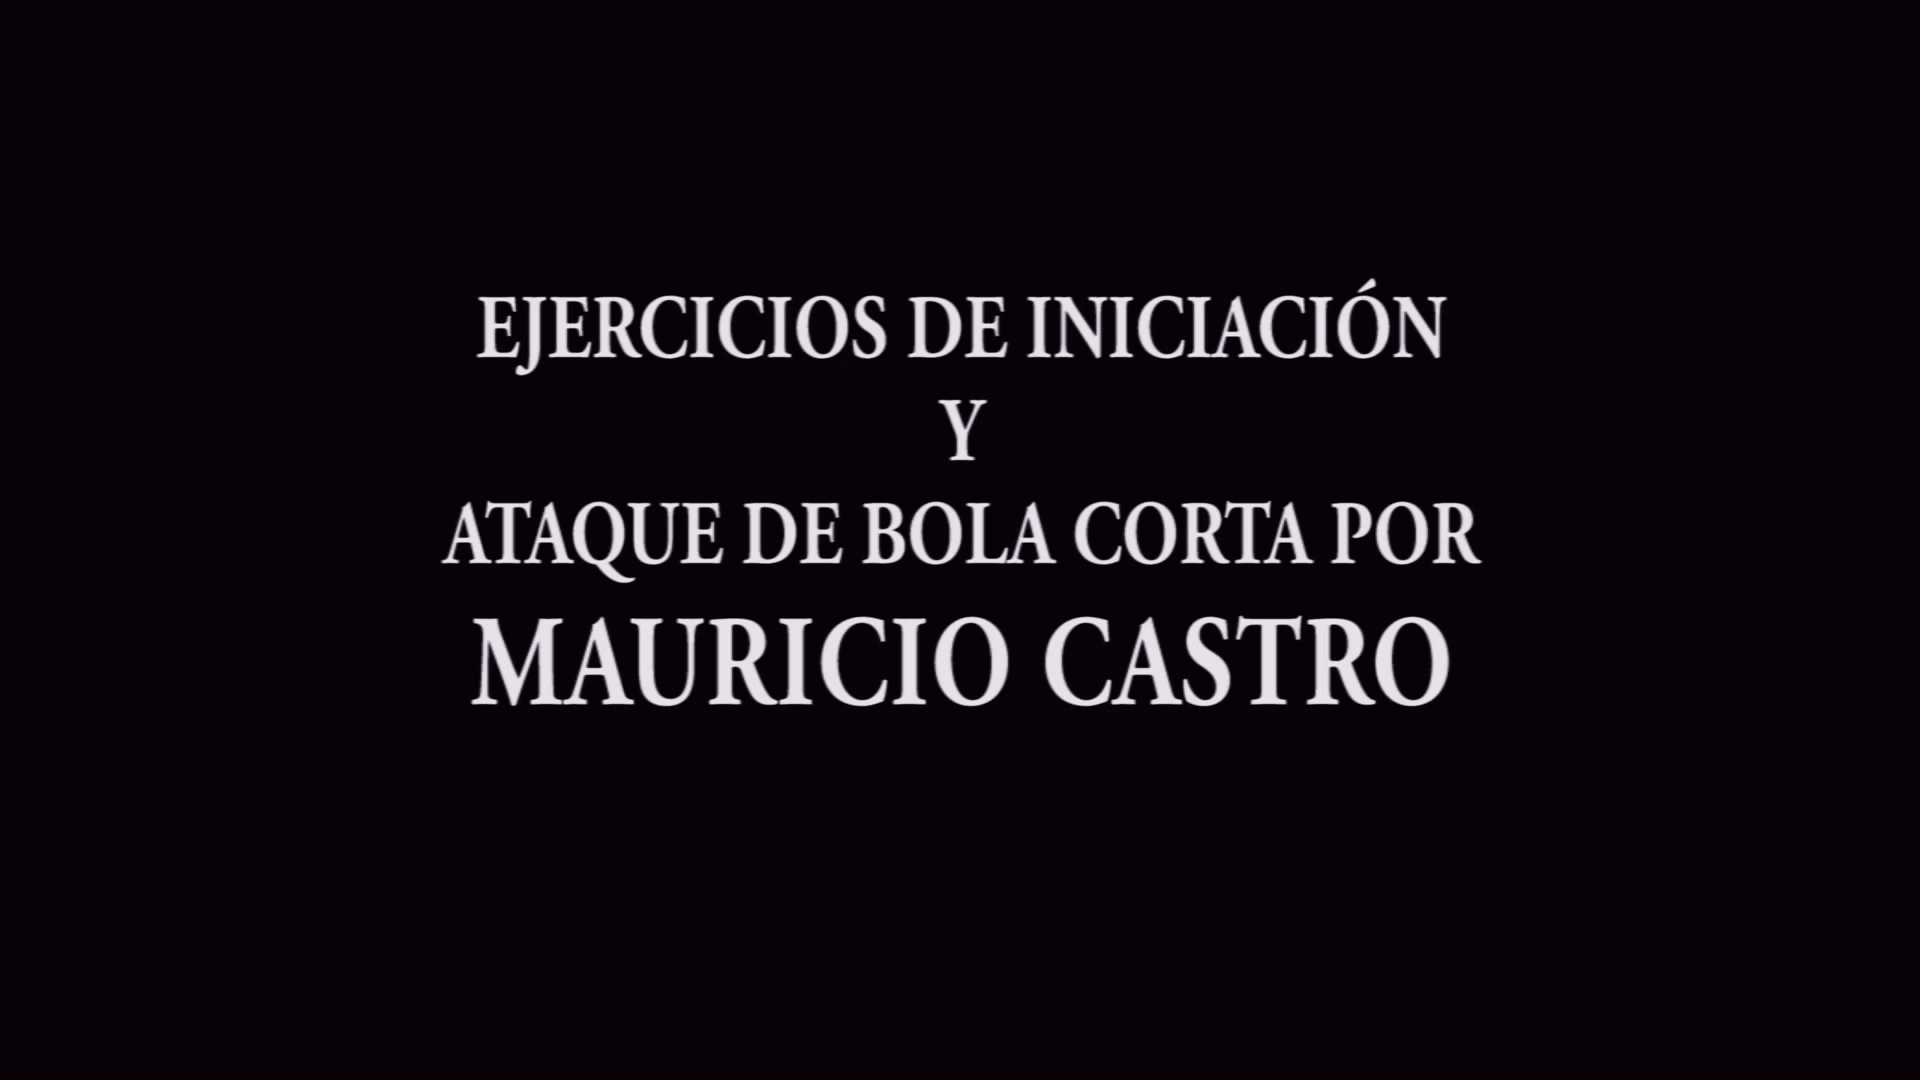 EJERCICIOS DE INICIACIÓN
Y
ATAQUE DE BOLA CORTA POR
MAURICIO CASTRO